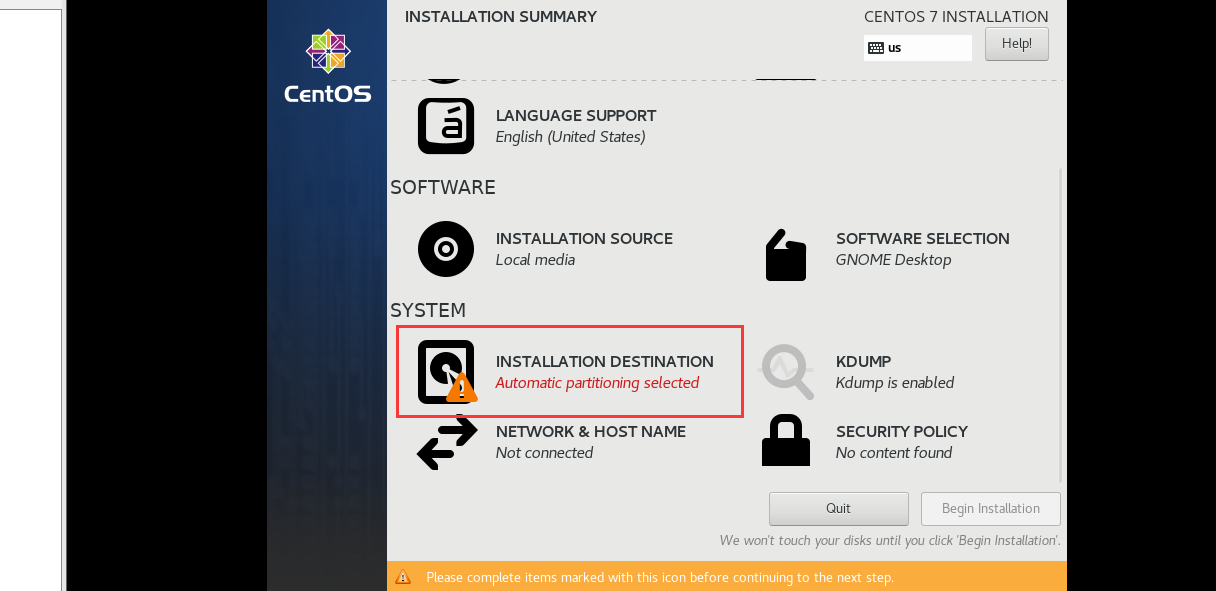 CentOS
INSTALLATION SUMMARY
CENTOS 7 INSTALLATION
us
Help!
LANGUAGE SUPPORT
English (United States)
SOFTWARE
INSTALLATION SOURCE
Local media
SOFTWARE SELECTION
GNOME Desktop
SYSTEM
INSTALLATION DESTINATION
Automatic partitioning selected
KDUMP
Kdump is enabled
NETWORK & HOST NAME
Not connected
SECURITY POLICY
No content found
Quit
Begin Installation
We won't touch your disks until you click 'Begin Installation'.
Please complete items marked with this icon before continuing to the next step.